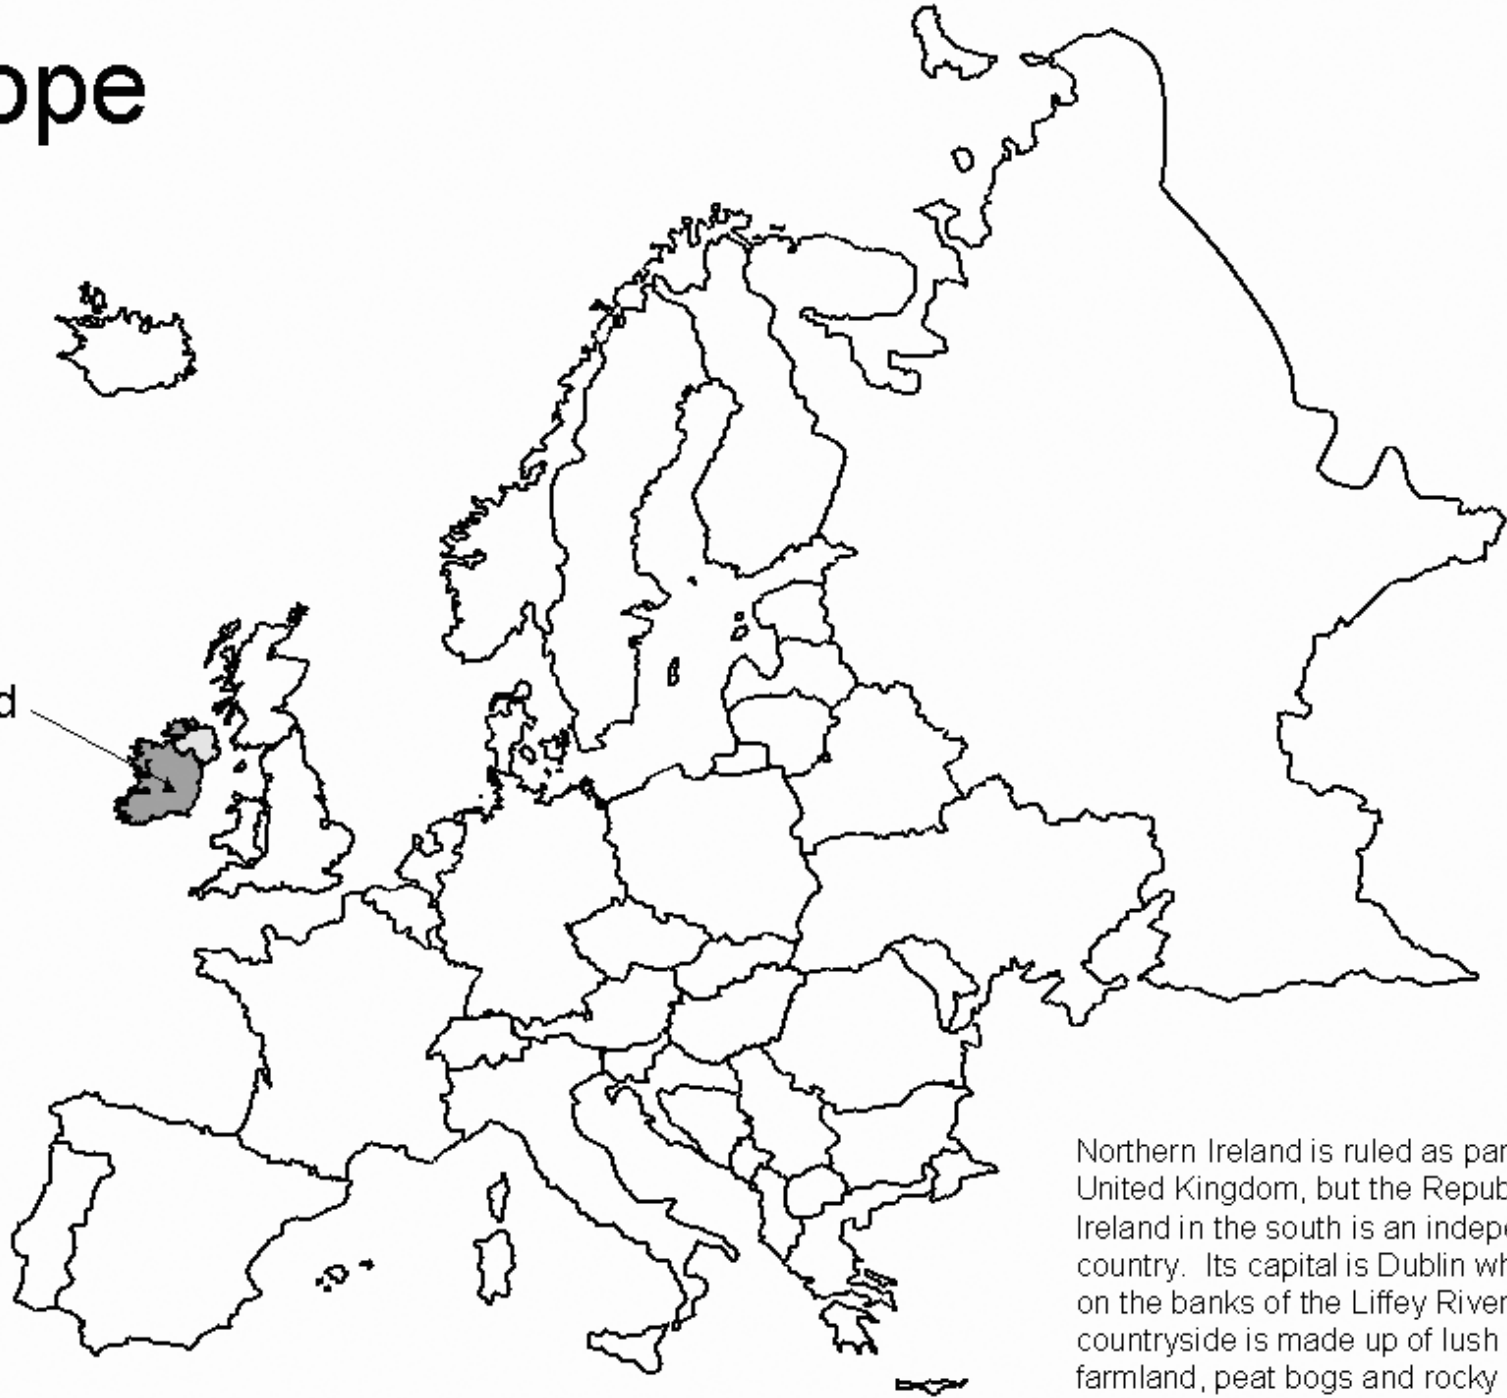 ope
d
Northern Ireland is ruled as par
United Kingdom, but the Repub
Ireland in the south is an indepe
country. Its capital is Dublin wh
on the banks of the Liffey River
countryside is made up of lush
farmland, peat bogs and rocky